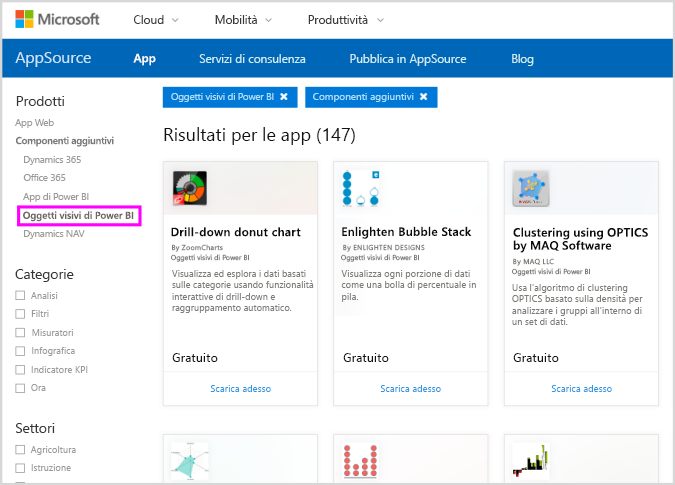 Microsoft
Cloud
Mobilità
Produttività
AppSource
App
Servizi di consulenza
Pubblica in AppSource
Blog
Prodotti
App Web
Componenti aggiuntivi
Dynamics 365
Office 365
App di Power BI
Oggetti visivi di Power BI
Dynamics NAV
Categorie
Analisi
Filtri
Misuratori
Infografica
Indicatore KPI
Ora
Settori
Agricoltura
Istruzione
Oggetti visivi di Power BI ✖
Componenti aggiuntivi ✖
Risultati per le app (147)
Drill-down donut chart
By ZoomCharts
Oggetti visivi di Power BI
Visualizza ed esplora i dati basati
sulle categorie usando funzionalità
interattive di drill-down e
raggruppamento automatico.
Gratuito
Scarica adesso
Enlighten Bubble Stack
By ENLIGHTEN DESIGNS
Oggetti visivi di Power BI
Visualizza ogni porzione di dati
come una bolla di percentuale in
pila.
Gratuito
Scarica adesso
Clustering using OPTICS
by MAQ Software
By MAQ LLC
Oggetti visivi di Power BI
Usa l'algoritmo di clustering
OPTICS basato sulla densità per
analizzare i gruppi all'interno di
un set di dati.
Gratuito
Scarica adesso